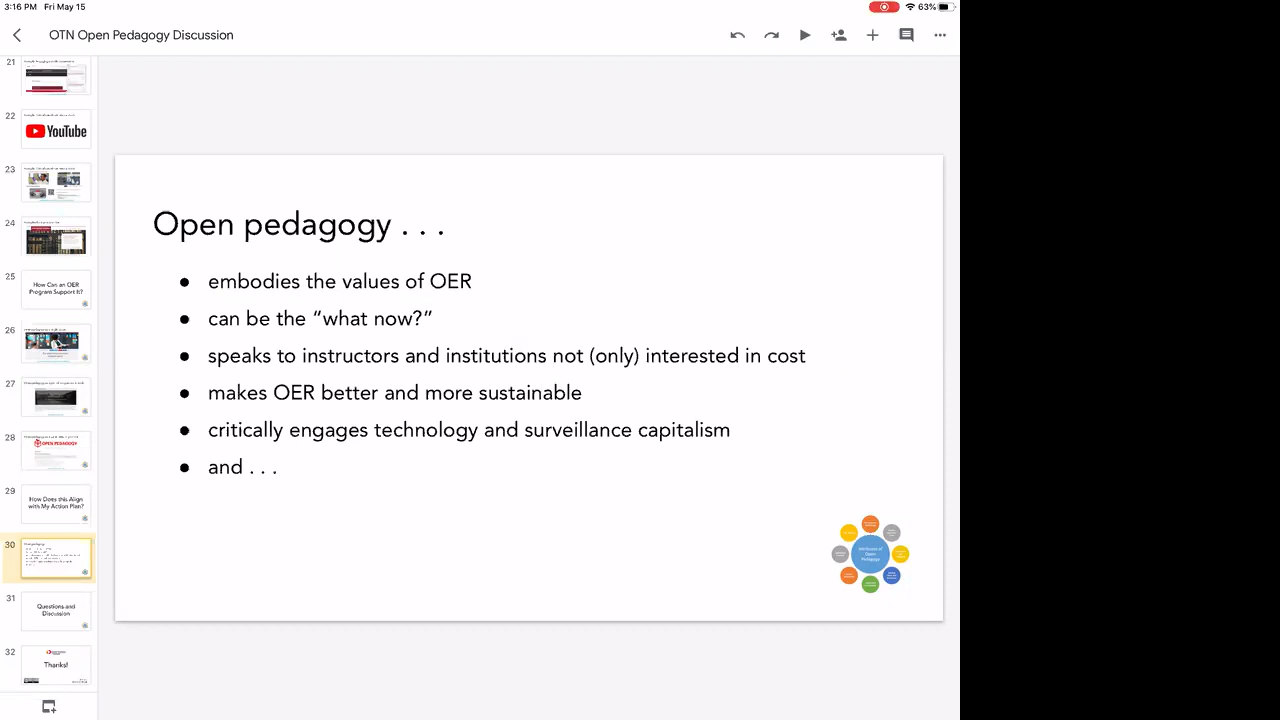 3:16 PM Fri May 15
63%
OTN Open Pedagogy Discussion
21
22
YouTube
23
24
25
How Can an OER
Program Support It?
26
27
28
OPEN PEDAGOGY
29
How Does this Align
with My Action Plan?
30
31
Questions and
Discussion
32
Thanks!
Open pedagogy . . .
● embodies the values of OER
● can be the “what now?”
● speaks to instructors and institutions not (only) interested in cost
● makes OER better and more sustainable
● critically engages technology and surveillance capitalism
● and . . .
Attributes of
Open
Pedagogy